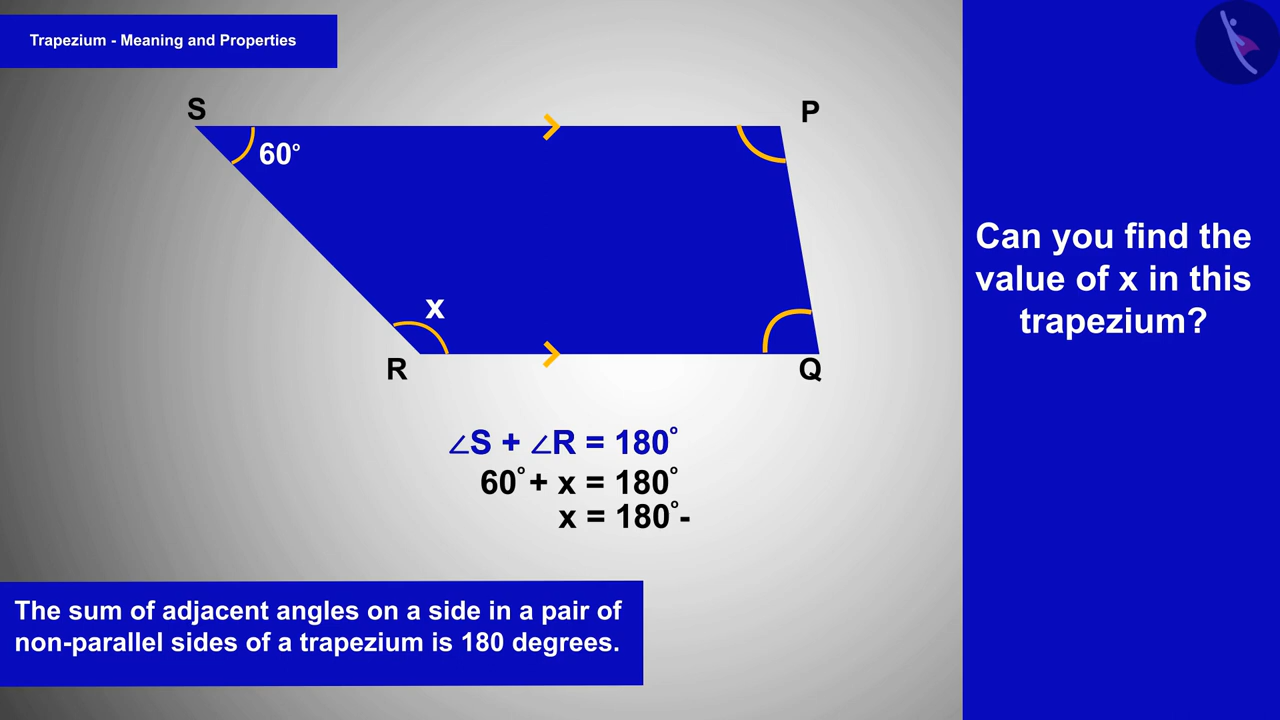 Trapezium - Meaning and Properties
S
P
60°
x
R
Q
Can you find the
value of x in this
trapezium?
∠S + ∠R = 180°
60° + x = 180°
x = 180°-
The sum of adjacent angles on a side in a pair of
non-parallel sides of a trapezium is 180 degrees.